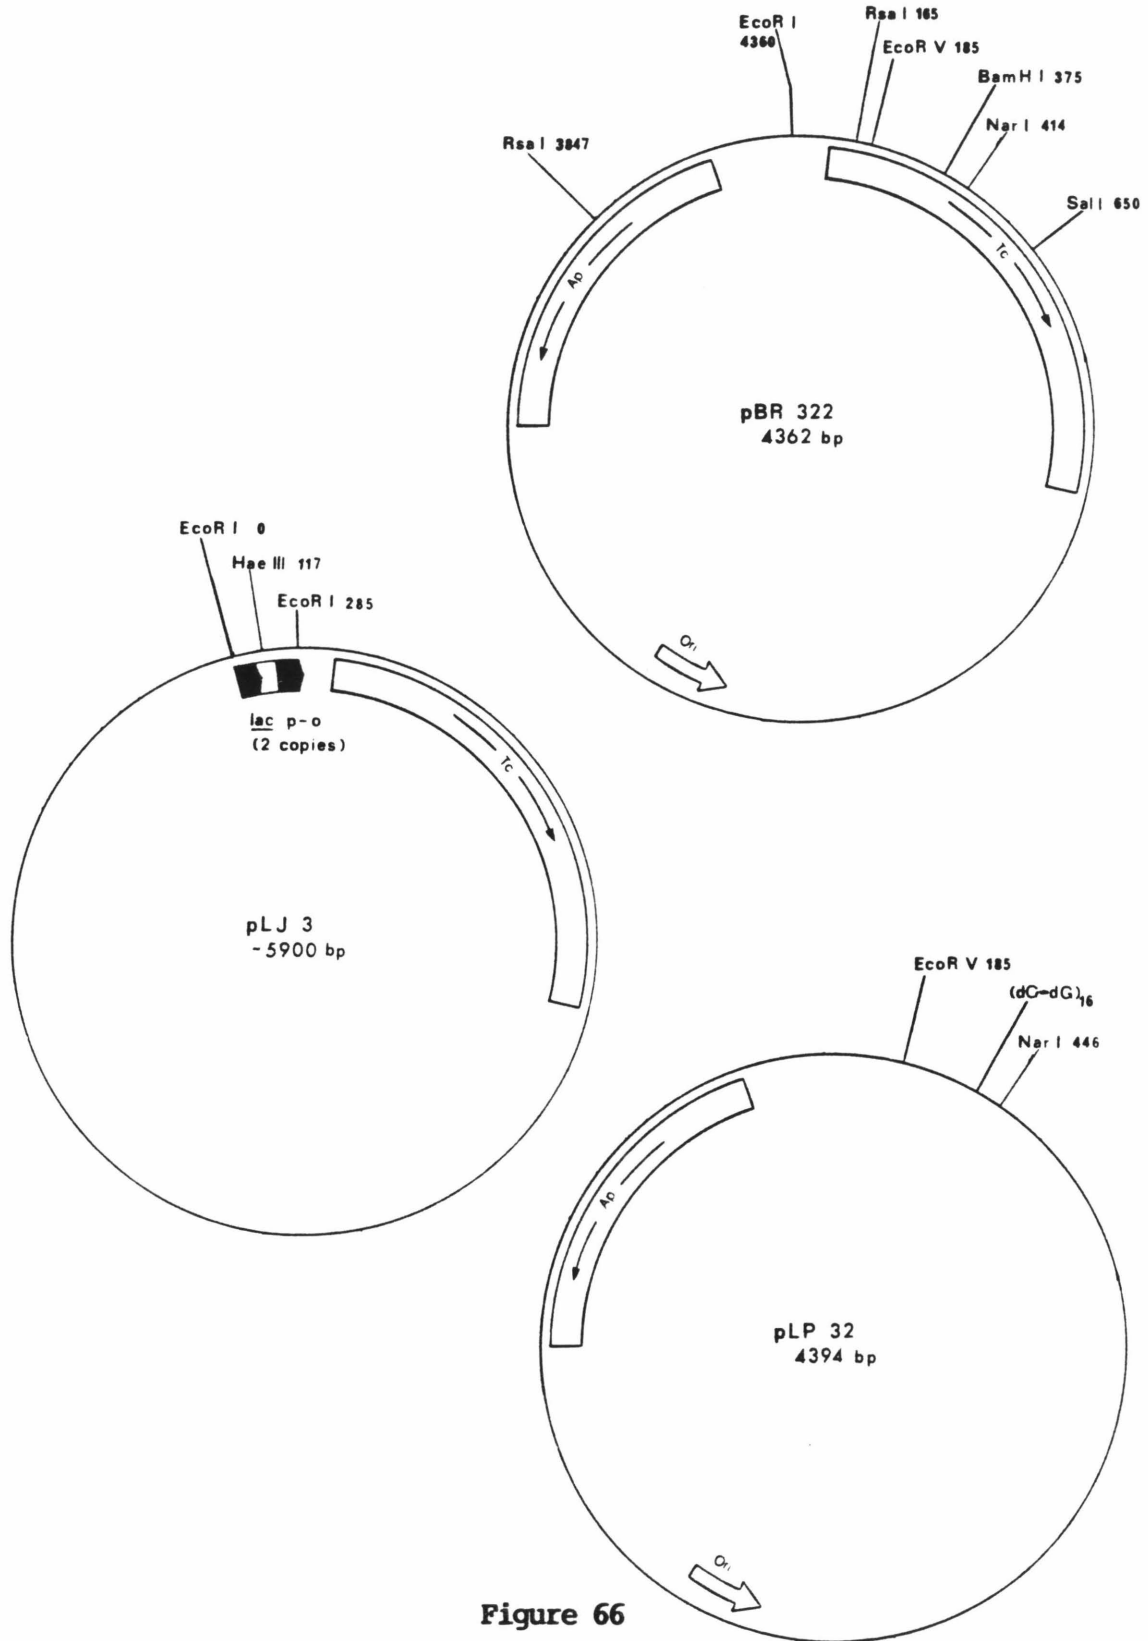 EcoR I
4360
Rsa I 165
EcoR V 185
BamH I 375
Nar I 414
Sal I 650
Rsa I 3847
Ap
Tc
pBR 322
4362 bp
Ori
EcoR I 0
Hae III 117
EcoR I 285
lac p-o
(2 copies)
Tc
pLJ 3
~5900 bp
EcoR V 185
(dC-dG)16
Nar I 446
Ap
pLP 32
4394 bp
Ori
Figure 66